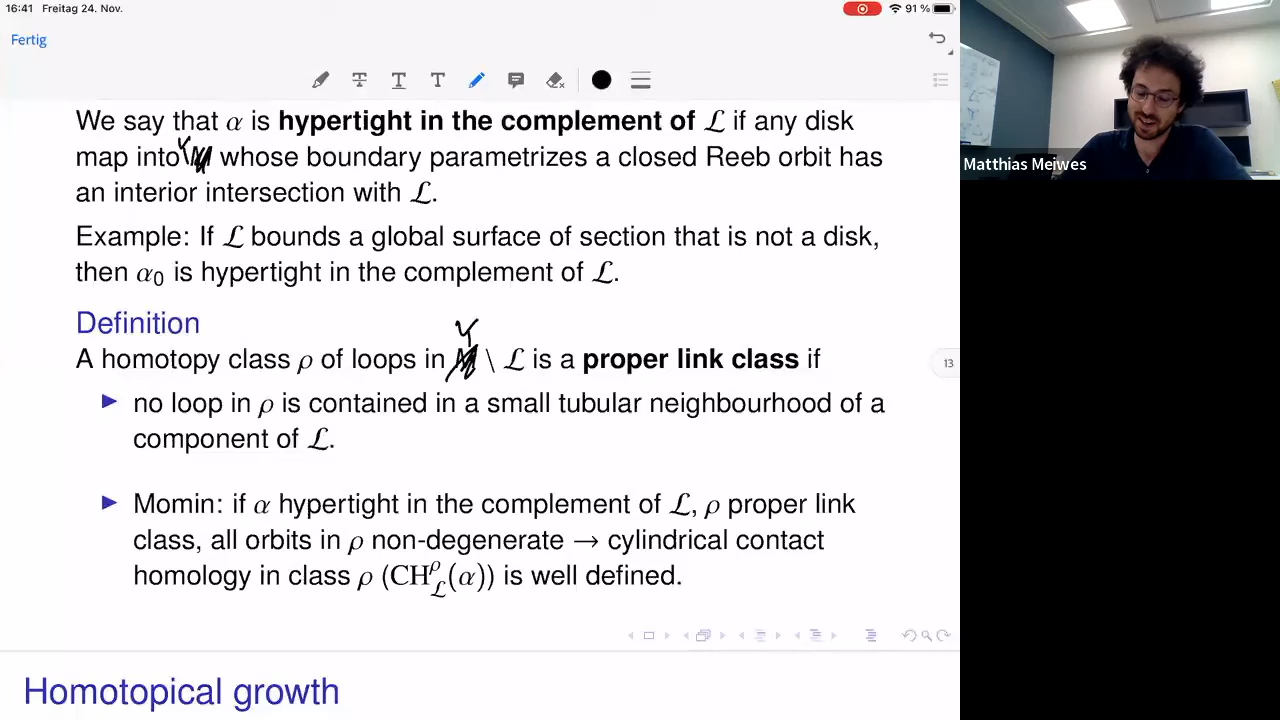 16:41 Freitag 24. Nov.
91 %
Fertig
T T T
We say that α is hypertight in the complement of ℒ if any disk
map into Y whose boundary parametrizes a closed Reeb orbit has
an interior intersection with ℒ.
Example: If ℒ bounds a global surface of section that is not a disk,
then α₀ is hypertight in the complement of ℒ.
Definition
A homotopy class ρ of loops in Y \ ℒ is a proper link class if
13
▶ no loop in ρ is contained in a small tubular neighbourhood of a
component of ℒ.
▶ Momin: if α hypertight in the complement of ℒ, ρ proper link
class, all orbits in ρ non-degenerate → cylindrical contact
homology in class ρ (CH^ρ_ℒ(α)) is well defined.
Homotopical growth
Matthias Meiwes